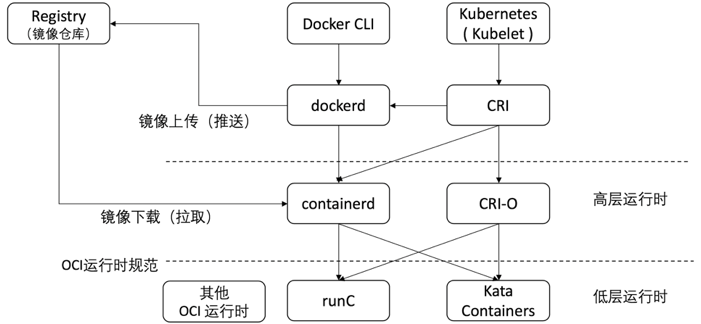 Registry
（镜像仓库）
Docker CLI
Kubernetes
( Kubelet )
dockerd
CRI
镜像上传（推送）
containerd
CRI-O
高层运行时
镜像下载（拉取）
OCI运行时规范
其他
OCI 运行时
runC
Kata
Containers
低层运行时